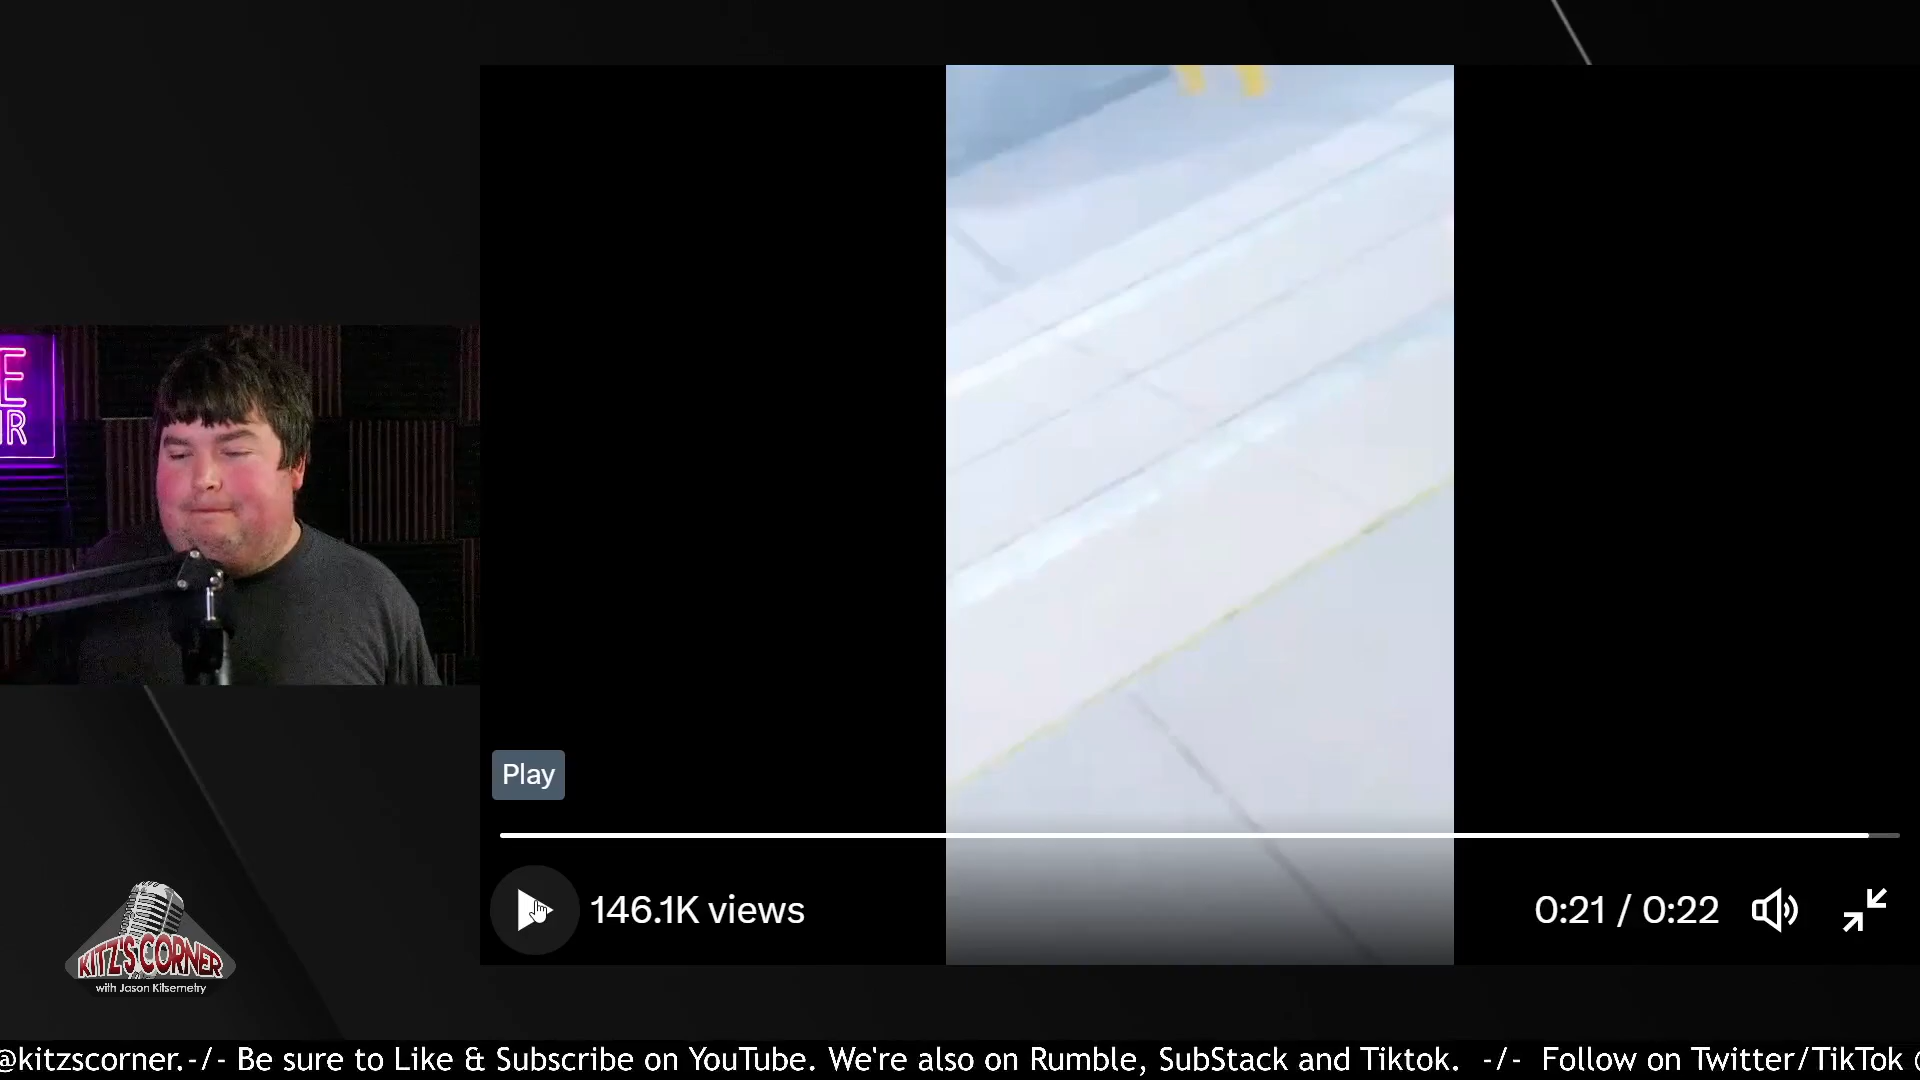 E
IR
Play
146.1K views
0:21 / 0:22
KITZ'S CORNER
with Jason Kitsemetry
@kitzscorner.-/- Be sure to Like & Subscribe on YouTube. We're also on Rumble, SubStack and Tiktok. -/- Follow on Twitter/TikTok @